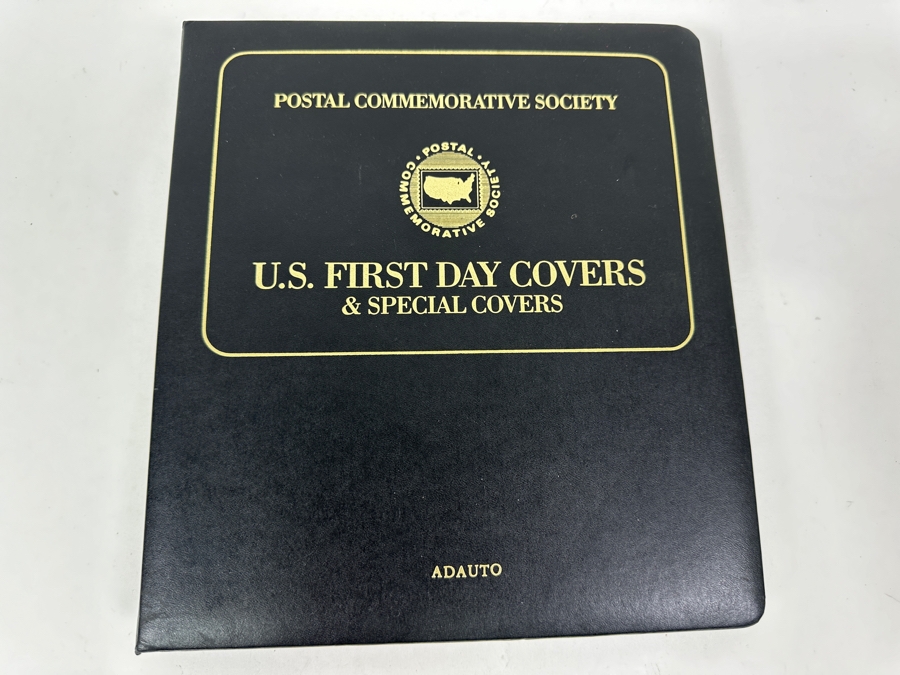 POSTAL COMMEMORATIVE SOCIETY
• POSTAL •
COMMEMORATIVE SOCIETY
U.S. FIRST DAY COVERS
& SPECIAL COVERS
ADAUTO